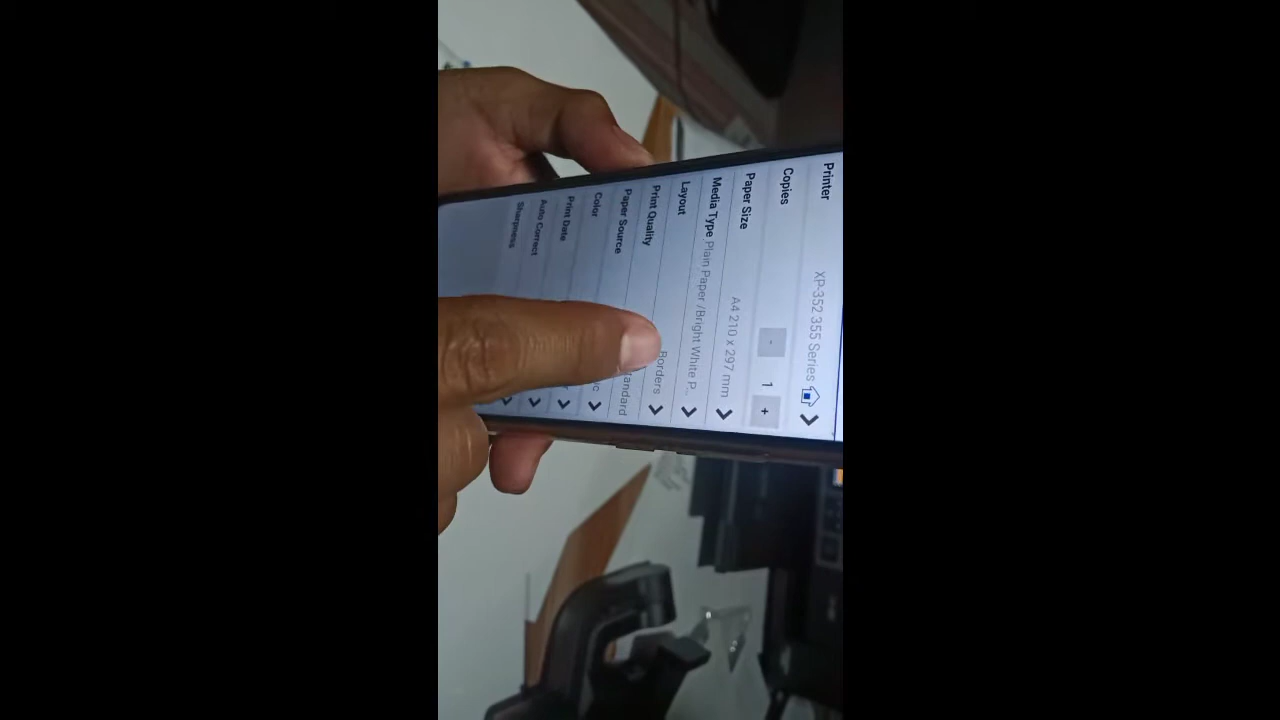 Printer XP-352 355 Series
Copies - 1 +
Paper Size A4 210 x 297 mm
Media Type Plain Paper / Bright White P...
Layout Borders
Print Quality
Paper Source
Color
Print Date
Auto Correct
Sharpness